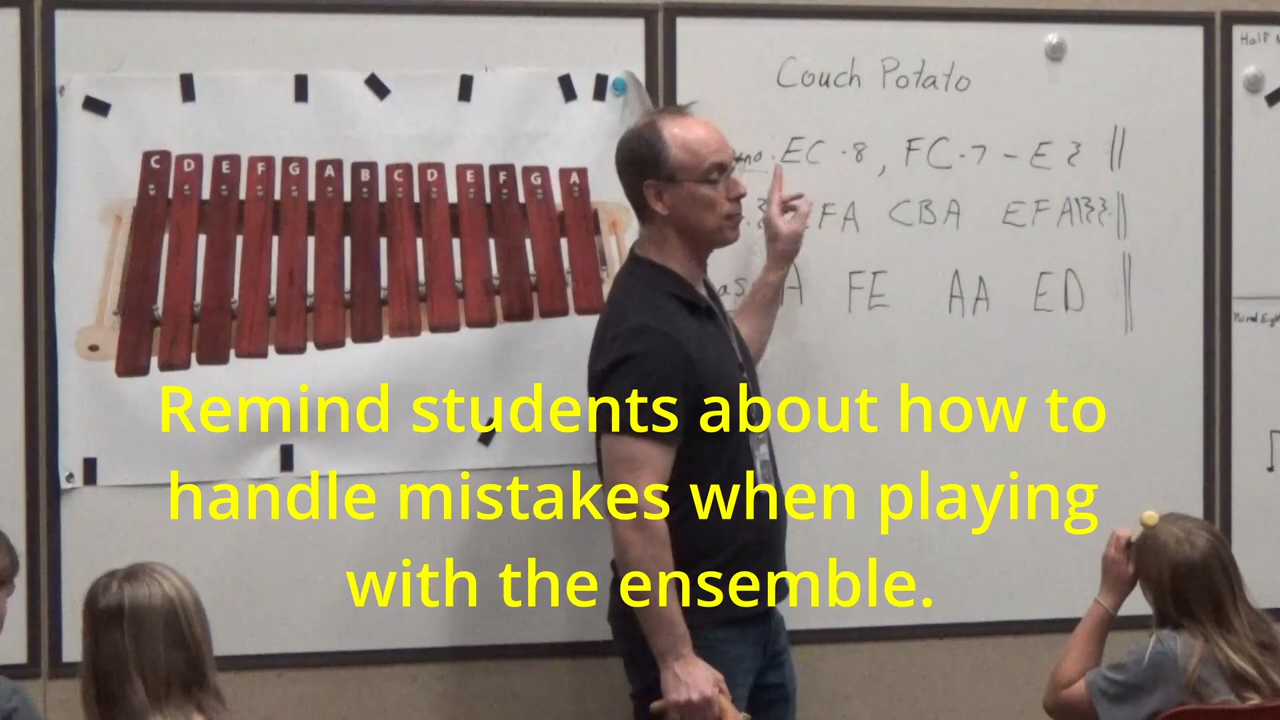 C D E F G A B C D E F G A
Couch Potato
EC · 8, FC · 7 - E 𝄽 ||
FA CBA EFA 𝄽𝄽 ||
A FE AA ED ||
Half
Remind students about how to
handle mistakes when playing
with the ensemble.